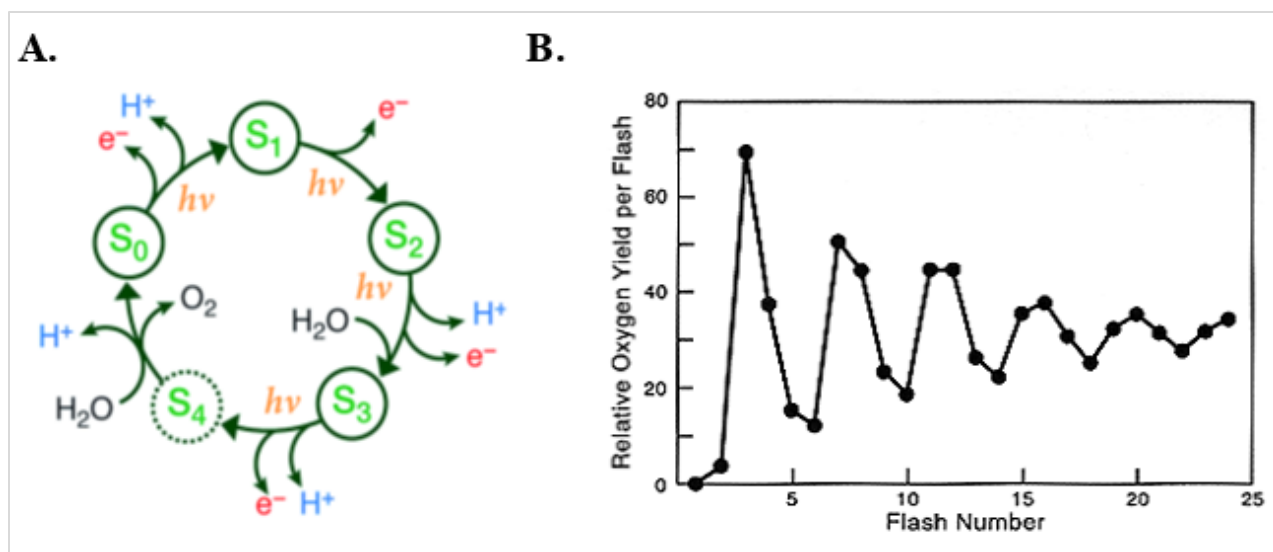 A.
B.
H⁺
e⁻
hν
S₁
hν
e⁻
S₀
S₂
hν
H₂O
H⁺
e⁻
O₂
H⁺
H₂O
S₄
hν
S₃
e⁻
H⁺
Relative Oxygen Yield per Flash
80
60
40
20
0
5
10
15
20
25
Flash Number